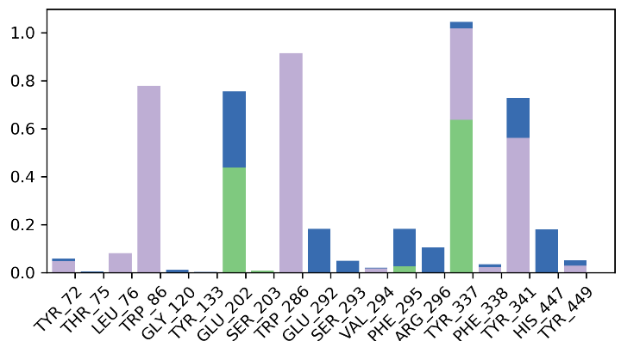 1.0
0.8
0.6
0.4
0.2
0.0
TYR_72
THR_75
LEU_76
TRP_86
GLY_120
TYR_133
GLU_202
SER_203
TRP_286
GLU_292
SER_293
VAL_294
PHE_295
ARG_296
TYR_337
PHE_338
TYR_341
HIS_447
TYR_449